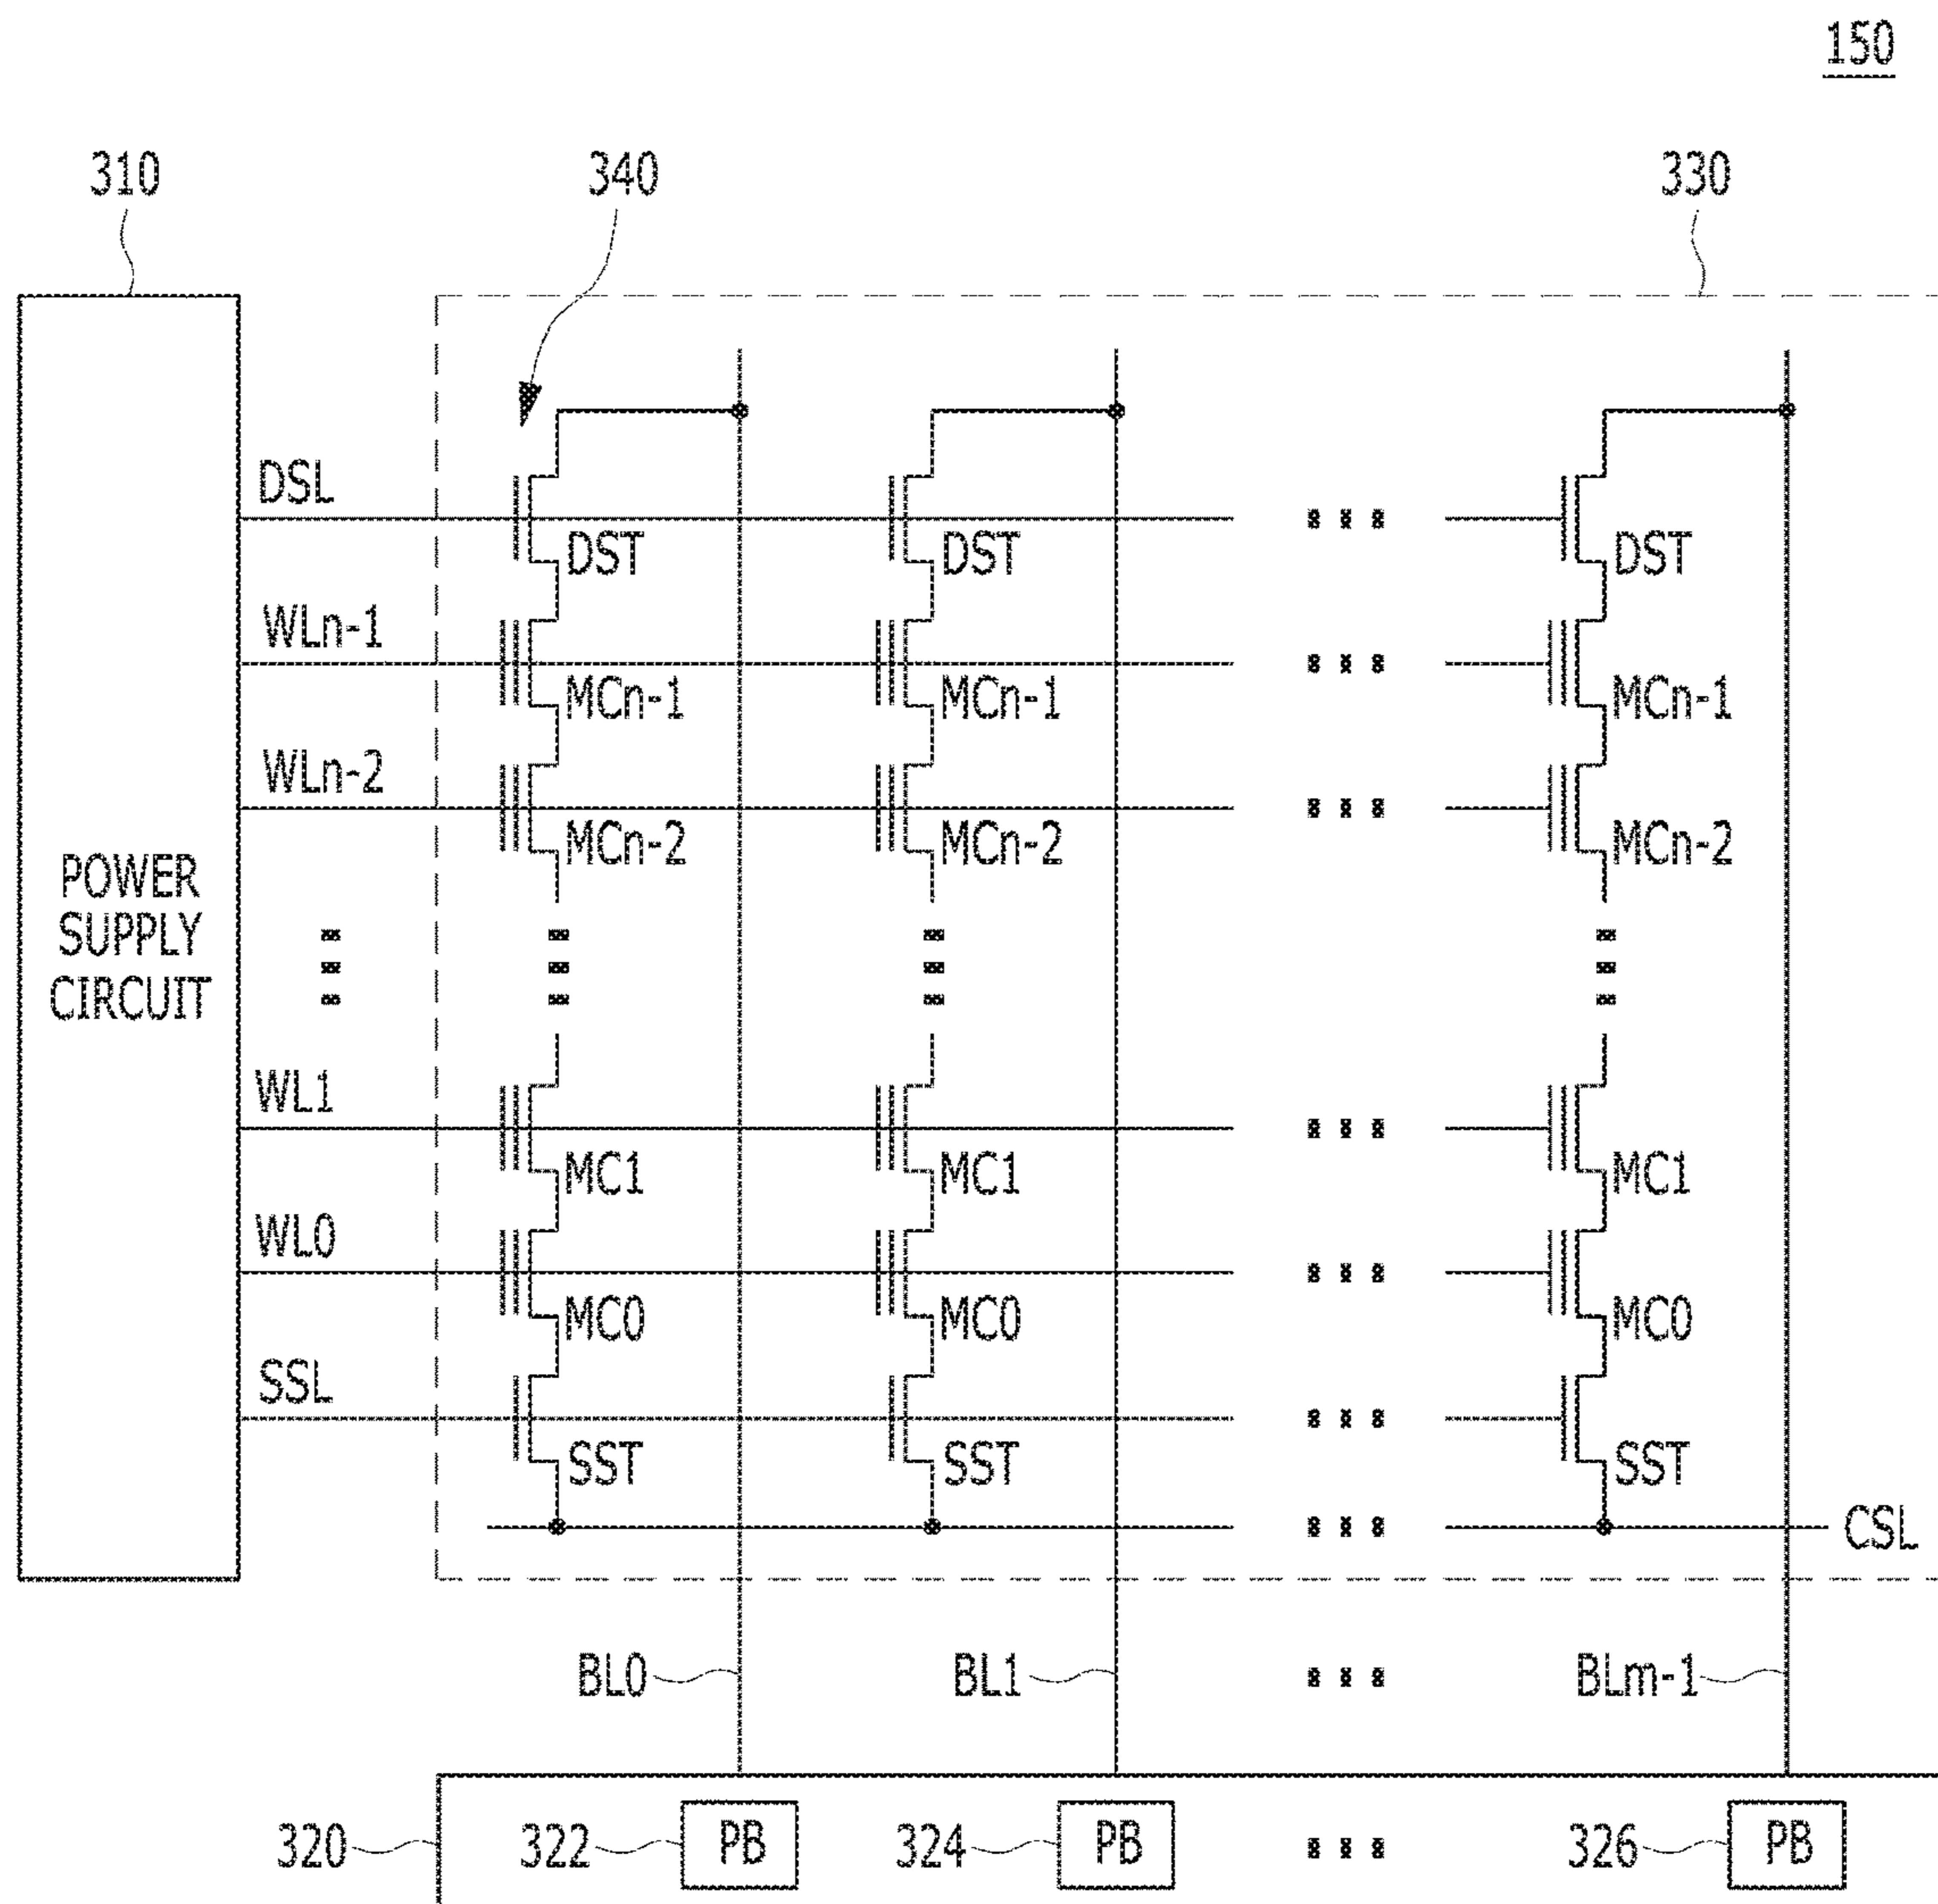 150
310 340 330
DSL
DST DST DST
WLn-1
MCn-1 MCn-1 MCn-1
WLn-2
MCn-2 MCn-2 MCn-2
POWER
SUPPLY
CIRCUIT
WL1
MC1 MC1 MC1
WL0
MC0 MC0 MC0
SSL
SST SST SST
CSL
BL0 BL1 BLm-1
320 322 PB 324 PB 326 PB